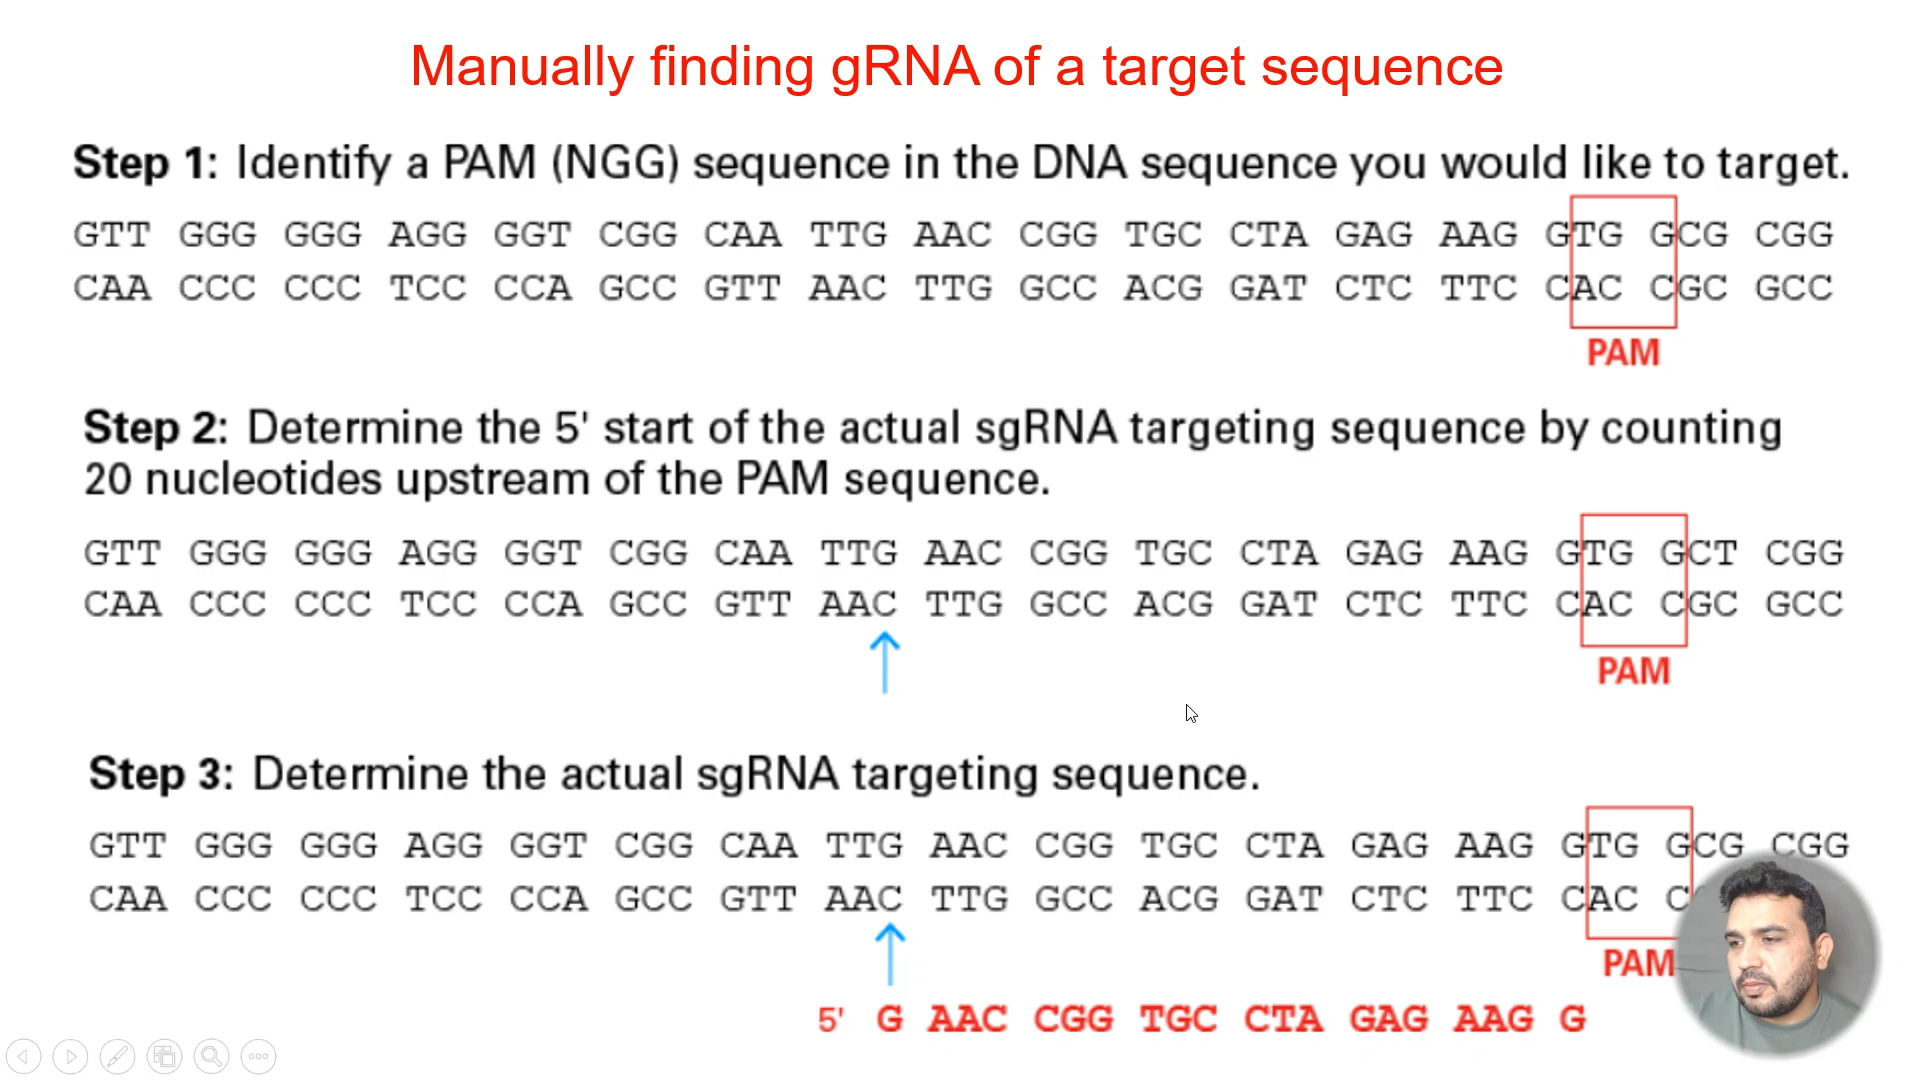 Manually finding gRNA of a target sequence
Step 1: Identify a PAM (NGG) sequence in the DNA sequence you would like to target.
GTT GGG GGG AGG GGT CGG CAA TTG AAC CGG TGC CTA GAG AAG GTG GCG CGG
CAA CCC CCC TCC CCA GCC GTT AAC TTG GCC ACG GAT CTC TTC CAC CGC GCC
PAM
Step 2: Determine the 5' start of the actual sgRNA targeting sequence by counting
20 nucleotides upstream of the PAM sequence.
GTT GGG GGG AGG GGT CGG CAA TTG AAC CGG TGC CTA GAG AAG GTG GCT CGG
CAA CCC CCC TCC CCA GCC GTT AAC TTG GCC ACG GAT CTC TTC CAC CGC GCC
PAM
Step 3: Determine the actual sgRNA targeting sequence.
GTT GGG GGG AGG GGT CGG CAA TTG AAC CGG TGC CTA GAG AAG GTG GCG CGG
CAA CCC CCC TCC CCA GCC GTT AAC TTG GCC ACG GAT CTC TTC CAC
PAM
5' G AAC CGG TGC CTA GAG AAG G